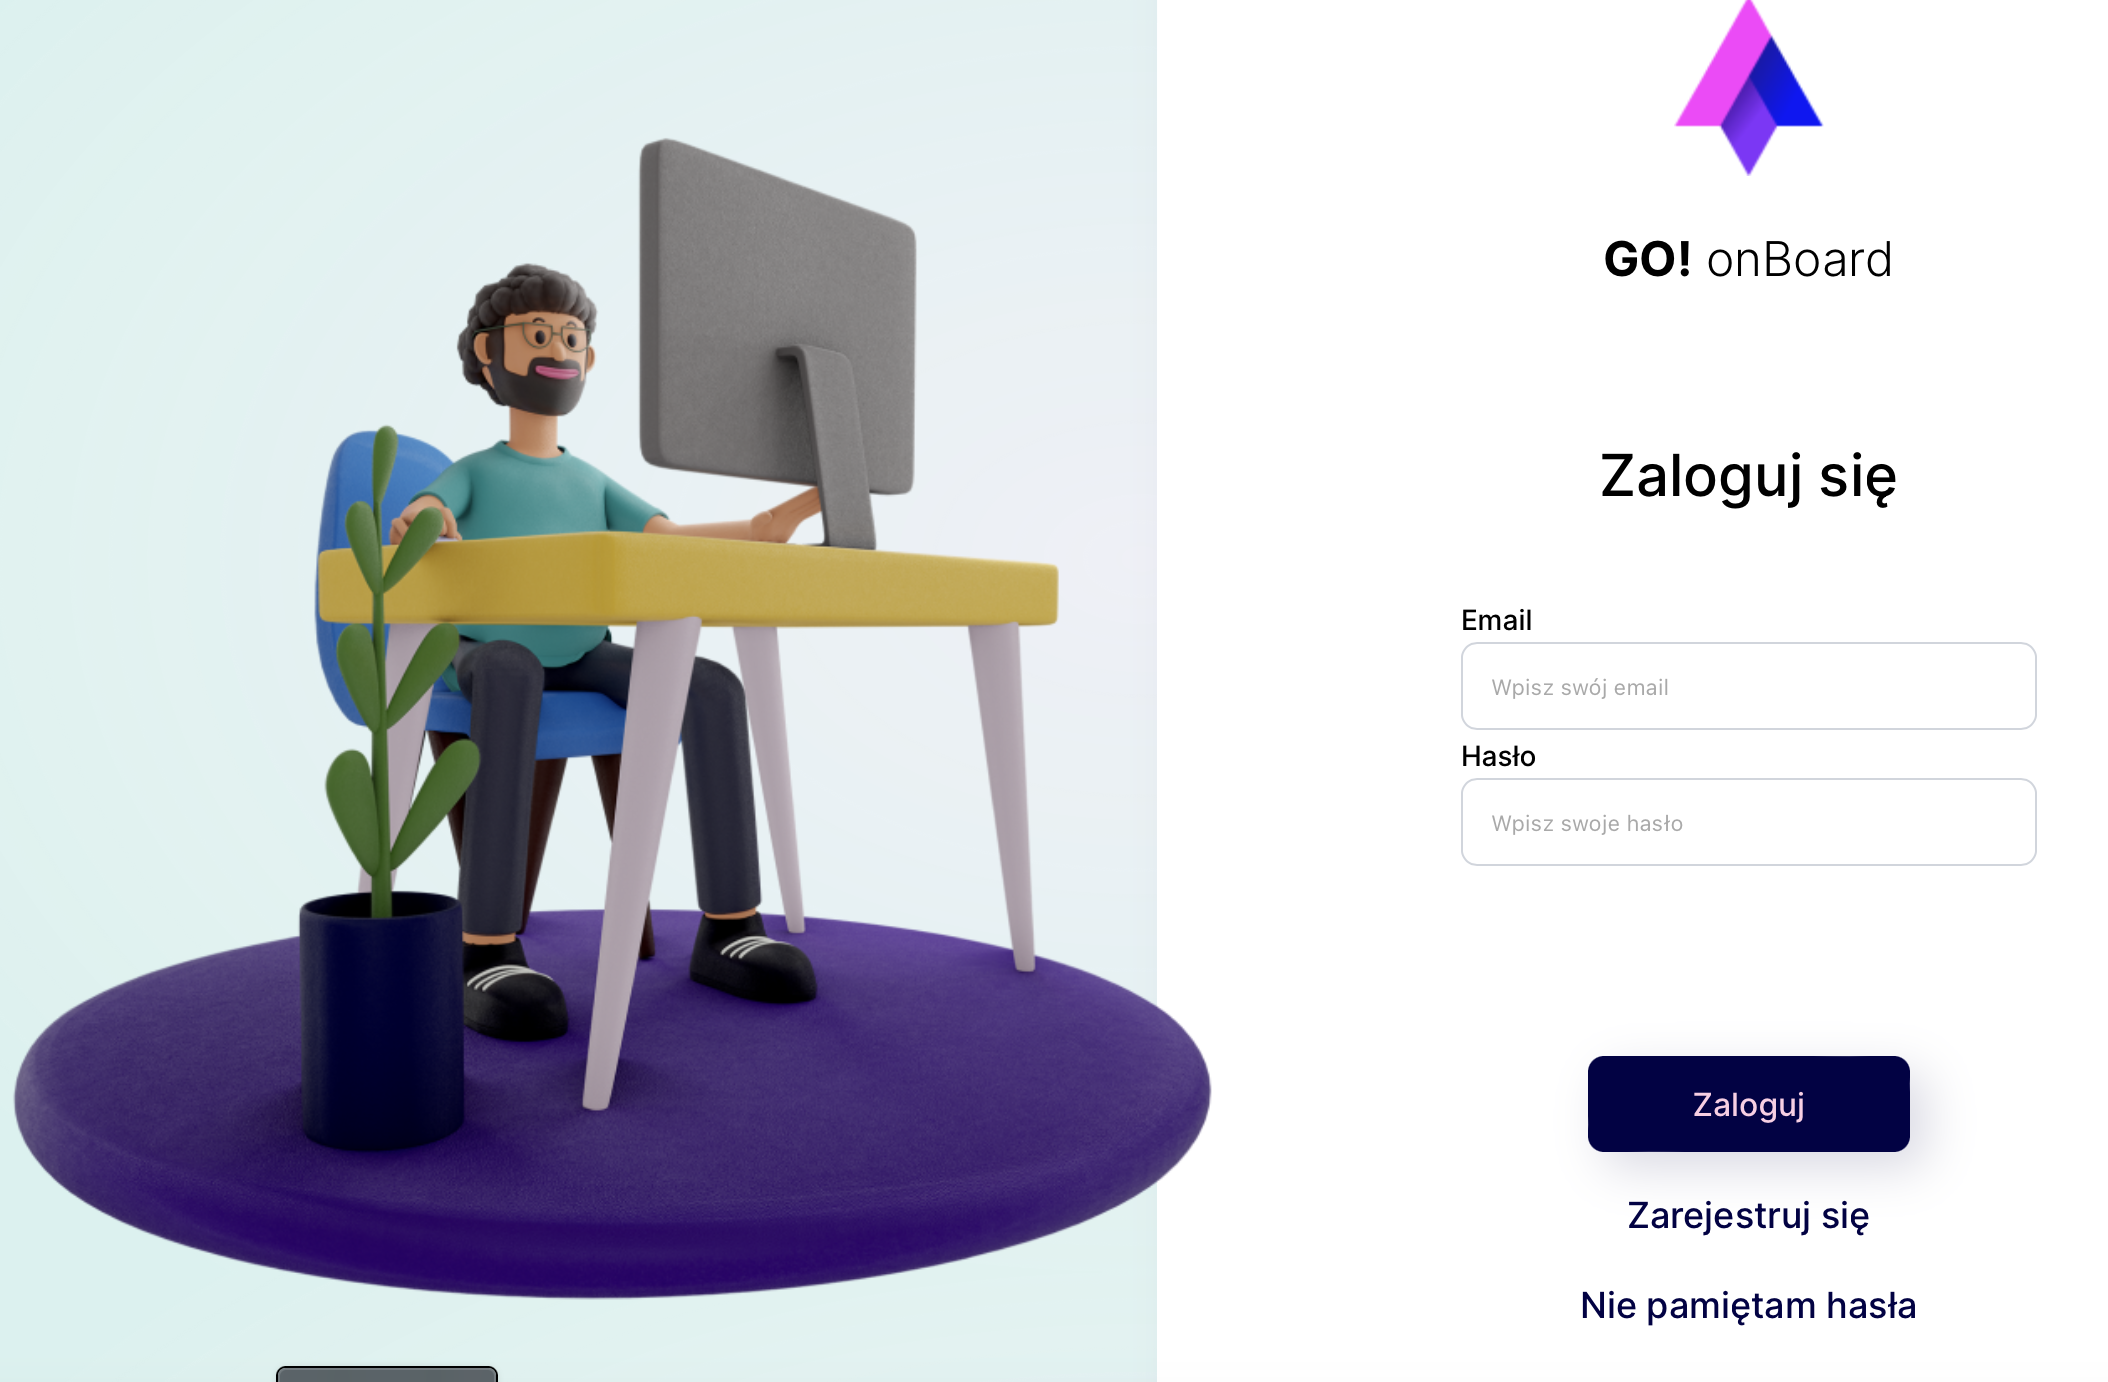 GO! onBoard
Zaloguj się
Email
Wpisz swój email
Hasło
Wpisz swoje hasło
Zaloguj
Zarejestruj się
Nie pamiętam hasła